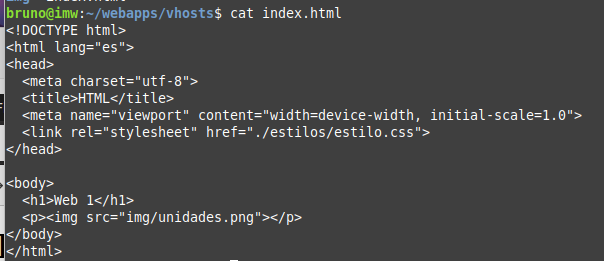 bruno@imw:~/webapps/vhosts$ cat index.html
<!DOCTYPE html>
<html lang="es">
<head>
  <meta charset="utf-8">
  <title>HTML</title>
  <meta name="viewport" content="width=device-width, initial-scale=1.0">
  <link rel="stylesheet" href="./estilos/estilo.css">
</head>

<body>
  <h1>Web 1</h1>
  <p><img src="img/unidades.png"></p>
</body>
</html>